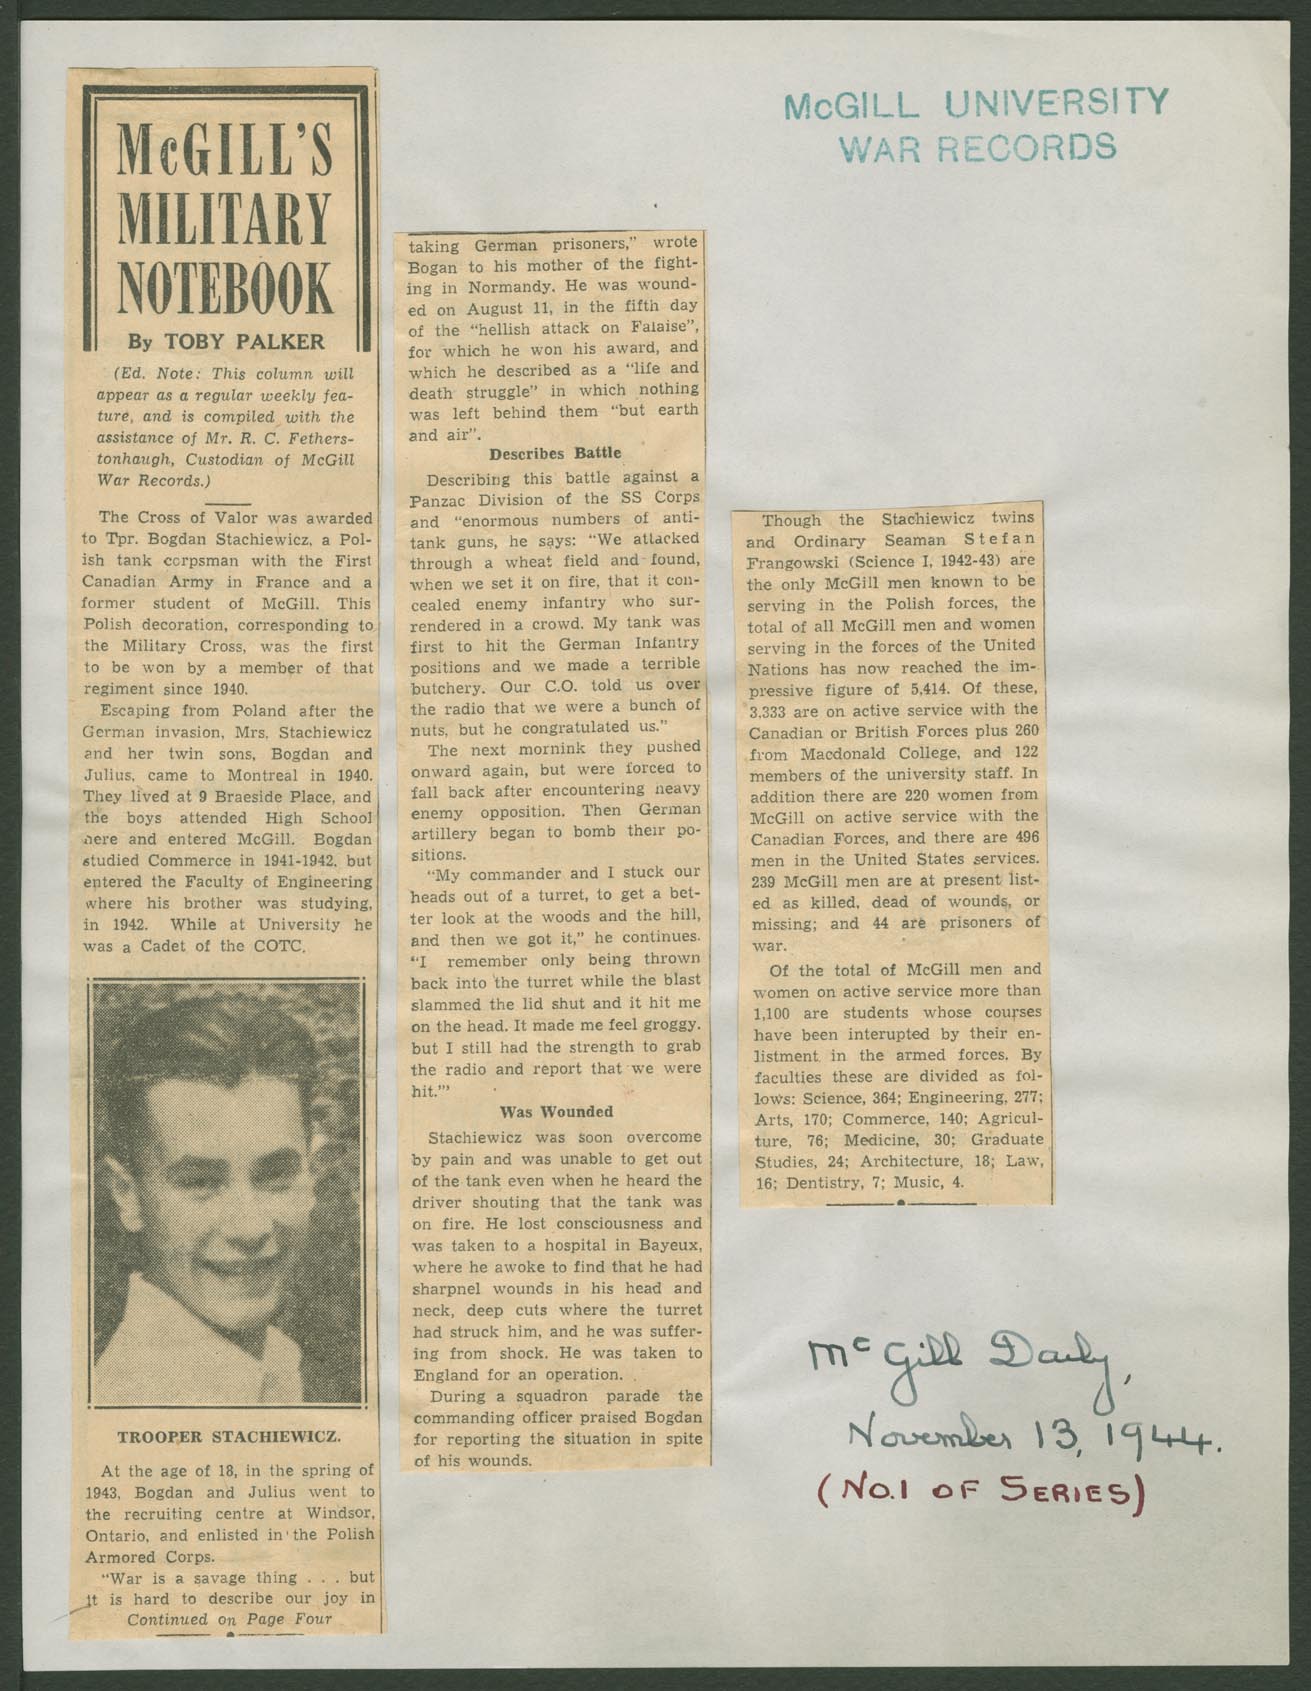 McGILL UNIVERSITY
WAR RECORDS
McGILL'S
MILITARY
NOTEBOOK
By TOBY PALKER
(Ed. Note: This column will
appear as a regular weekly fea-
ture, and is compiled with the
assistance of Mr. R. C. Fethers-
tonhaugh, Custodian of McGill
War Records.)
The Cross of Valor was awarded
to Tpr. Bogdan Stachiewicz, a Pol-
ish tank corpsman with the First
Canadian Army in France and a
former student of McGill. This
Polish decoration, corresponding to
the Military Cross, was the first
to be won by a member of that
regiment since 1940.
Escaping from Poland after the
German invasion, Mrs. Stachiewicz
and her twin sons, Bogdan and
Julius, came to Montreal in 1940.
They lived at 9 Braeside Place, and
the boys attended High School
here and entered McGill. Bogdan
studied Commerce in 1941-1942, but
entered the Faculty of Engineering
where his brother was studying,
in 1942. While at University he
was a Cadet of the COTC.
TROOPER STACHIEWICZ.
At the age of 18, in the spring of
1943, Bogdan and Julius went to
the recruiting centre at Windsor,
Ontario, and enlisted in the Polish
Armored Corps.
"War is a savage thing . . . but
it is hard to describe our joy in
Continued on Page Four
taking German prisoners," wrote
Bogan to his mother of the fight-
ing in Normandy. He was wound-
ed on August 11, in the fifth day
of the "hellish attack on Falaise",
for which he won his award, and
which he described as a "life and
death struggle" in which nothing
was left behind them "but earth
and air".
Describes Battle
Describing this battle against a
Panzac Division of the SS Corps
and "enormous numbers of anti-
tank guns, he says: "We attacked
through a wheat field and found,
when we set it on fire, that it con-
cealed enemy infantry who sur-
rendered in a crowd. My tank was
first to hit the German Infantry
positions and we made a terrible
butchery. Our C.O. told us over
the radio that we were a bunch of
nuts, but he congratulated us."
The next mornink they pushed
onward again, but were forced to
fall back after encountering heavy
enemy opposition. Then German
artillery began to bomb their po-
sitions.
"My commander and I stuck our
heads out of a turret, to get a bet-
ter look at the woods and the hill,
and then we got it," he continues.
"I remember only being thrown
back into the turret while the blast
slammed the lid shut and it hit me
on the head. It made me feel groggy.
but I still had the strength to grab
the radio and report that we were
hit."'
Was Wounded
Stachiewicz was soon overcome
by pain and was unable to get out
of the tank even when he heard the
driver shouting that the tank was
on fire. He lost consciousness and
was taken to a hospital in Bayeux,
where he awoke to find that he had
sharpnel wounds in his head and
neck, deep cuts where the turret
had struck him, and he was suffer-
ing from shock. He was taken to
England for an operation.
During a squadron parade the
commanding officer praised Bogdan
for reporting the situation in spite
of his wounds.
Though the Stachiewicz twins
and Ordinary Seaman Stefan
Frangowski (Science I, 1942-43) are
the only McGill men known to be
serving in the Polish forces, the
total of all McGill men and women
serving in the forces of the United
Nations has now reached the im-
pressive figure of 5,414. Of these,
3,333 are on active service with the
Canadian or British Forces plus 260
from Macdonald College, and 122
members of the university staff. In
addition there are 220 women from
McGill on active service with the
Canadian Forces, and there are 496
men in the United States services.
239 McGill men are at present list-
ed as killed, dead of wounds, or
missing; and 44 are prisoners of
war.
Of the total of McGill men and
women on active service more than
1,100 are students whose courses
have been interupted by their en-
listment in the armed forces. By
faculties these are divided as fol-
lows: Science, 364; Engineering, 277;
Arts, 170; Commerce, 140; Agricul-
ture, 76; Medicine, 30; Graduate
Studies, 24; Architecture, 18; Law,
16; Dentistry, 7; Music, 4.
McGill Daily,
November 13, 1944.
(No.1 OF SERIES)